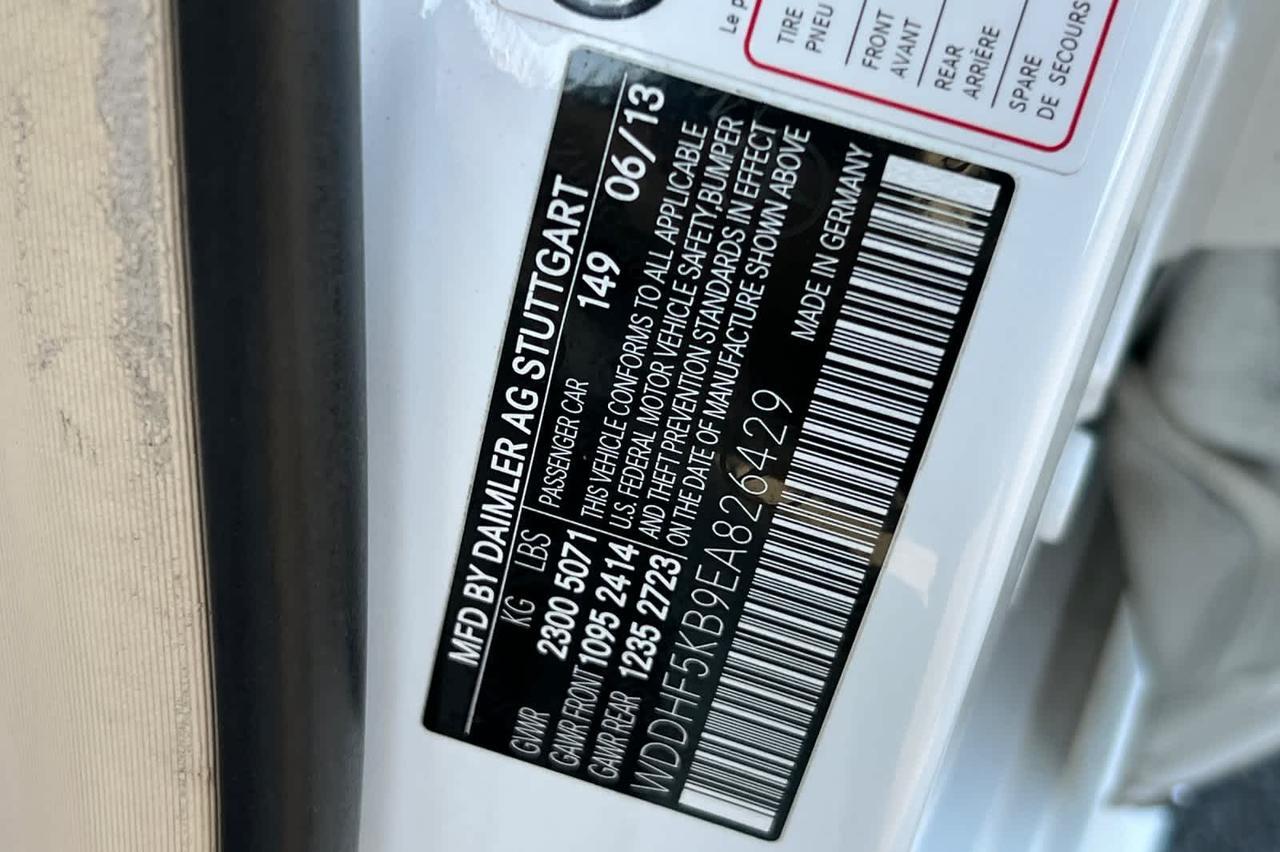 Le p
TIRE
PNEU
FRONT
AVANT
REAR
ARRIÈRE
SPARE
DE SECOURS
MFD BY DAIMLER AG STUTTGART
KG LBS PASSENGER CAR 149 06/13
GVWR 2300 5071
GAWR FRONT 1095 2414
GAWR REAR 1235 2723
THIS VEHICLE CONFORMS TO ALL APPLICABLE
U.S. FEDERAL MOTOR VEHICLE SAFETY,BUMPER
AND THEFT PREVENTION STANDARDS IN EFFECT
ON THE DATE OF MANUFACTURE SHOWN ABOVE
WDDHF5KB9EA826429 MADE IN GERMANY